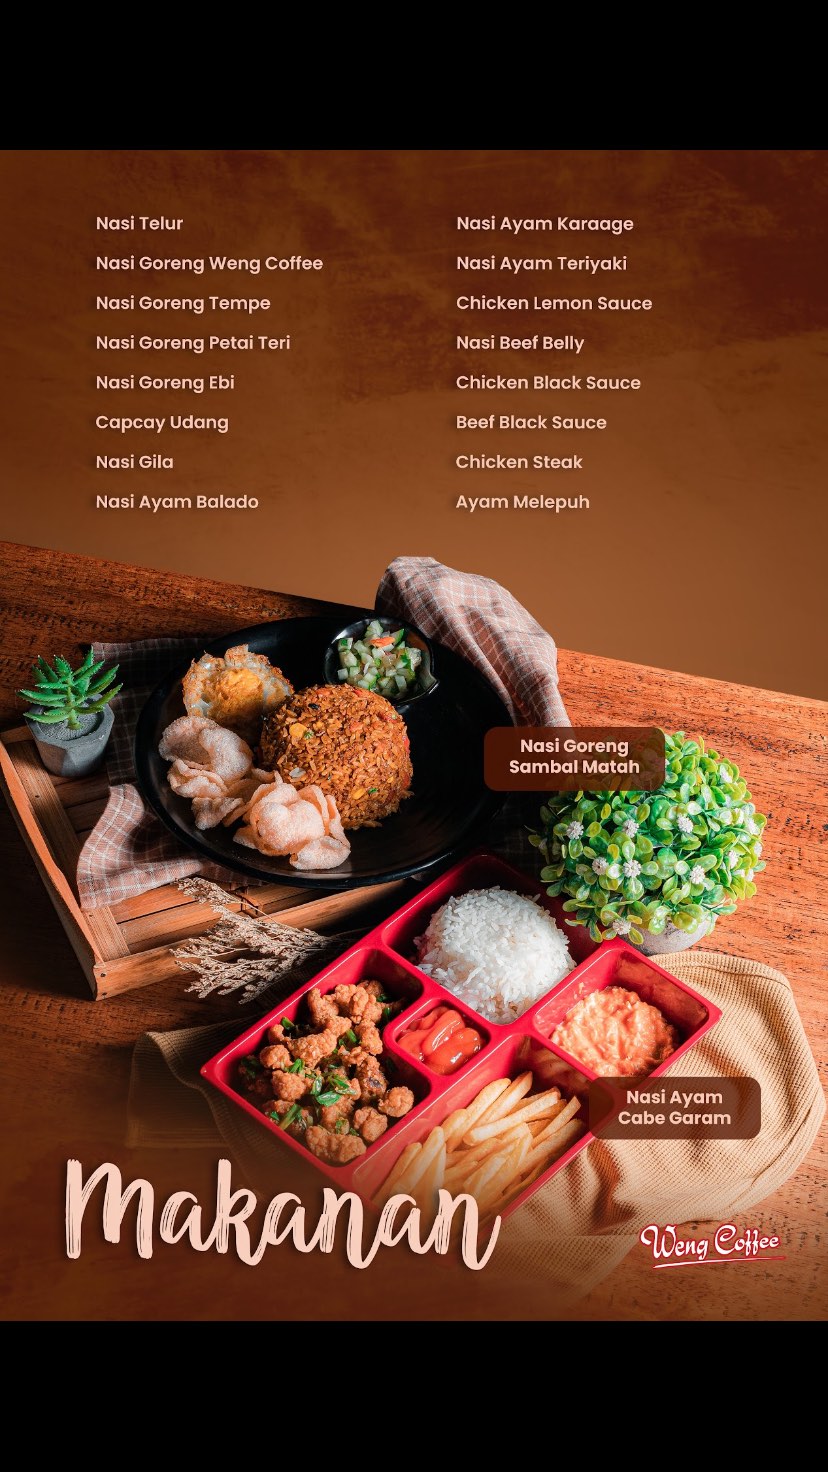 Nasi Telur
Nasi Goreng Weng Coffee
Nasi Goreng Tempe
Nasi Goreng Petai Teri
Nasi Goreng Ebi
Capcay Udang
Nasi Gila
Nasi Ayam Balado
Nasi Ayam Karaage
Nasi Ayam Teriyaki
Chicken Lemon Sauce
Nasi Beef Belly
Chicken Black Sauce
Beef Black Sauce
Chicken Steak
Ayam Melepuh
Nasi Goreng
Sambal Matah
Nasi Ayam
Cabe Garam
Makanan
Weng Coffee